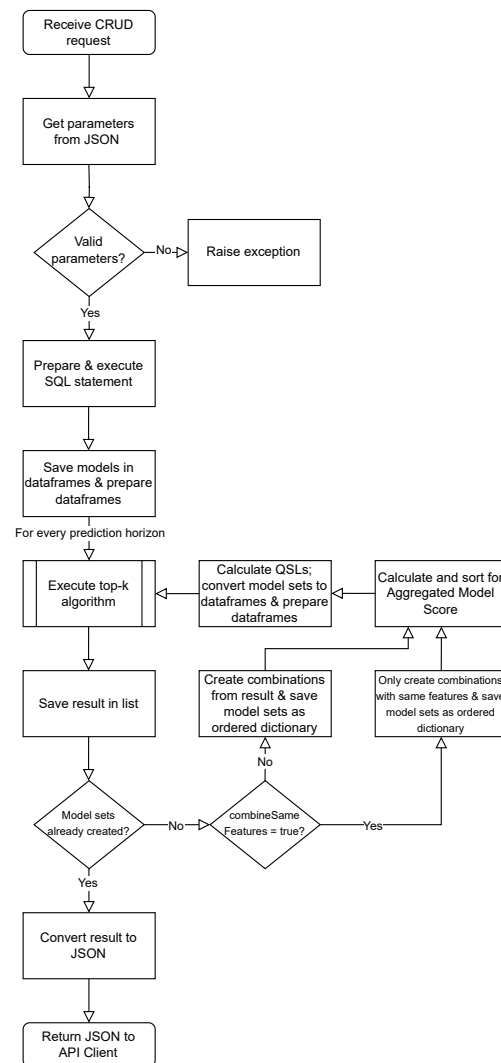 Receive CRUD
request
Get parameters
from JSON
Valid
parameters?
No
Raise exception
Yes
Prepare & execute
SQL statement
Save models in
dataframes & prepare
dataframes
For every prediction horizon
Execute top-k
algorithm
Calculate QSLs;
convert model sets to
dataframes & prepare
dataframes
Calculate and sort for
Aggregated Model
Score
Save result in list
Create combinations
from result & save
model sets as
ordered dictionary
Only create combinations
with same features & save
model sets as ordered
dictionary
No
Model sets
already created?
No
combineSame
Features = true?
Yes
Yes
Convert result to
JSON
Return JSON to
API Client